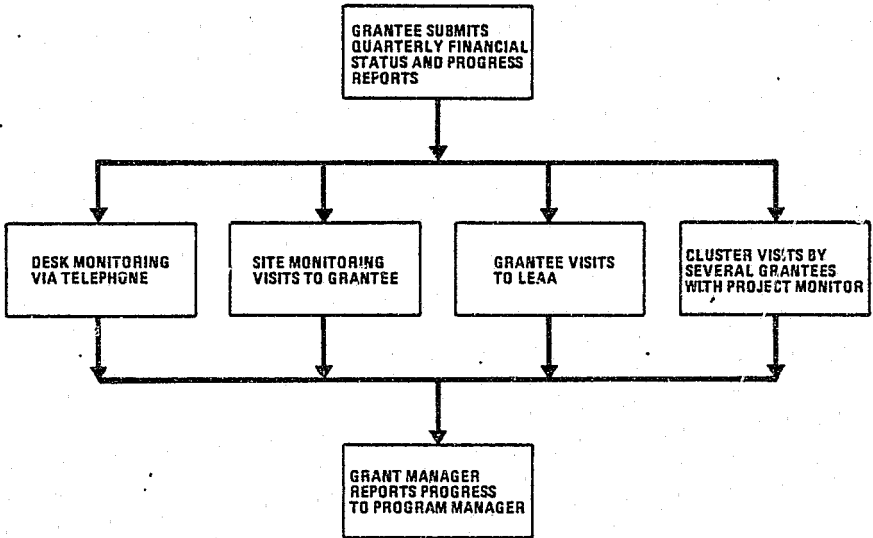 GRANTEE SUBMITS
QUARTERLY FINANCIAL
STATUS AND PROGRESS
REPORTS
DESK MONITORING
VIA TELEPHONE
SITE MONITORING
VISITS TO GRANTEE
GRANTEE VISITS
TO LEAA
CLUSTER VISITS BY
SEVERAL GRANTEES
WITH PROJECT MONITOR
GRANT MANAGER
REPORTS PROGRESS
TO PROGRAM MANAGER